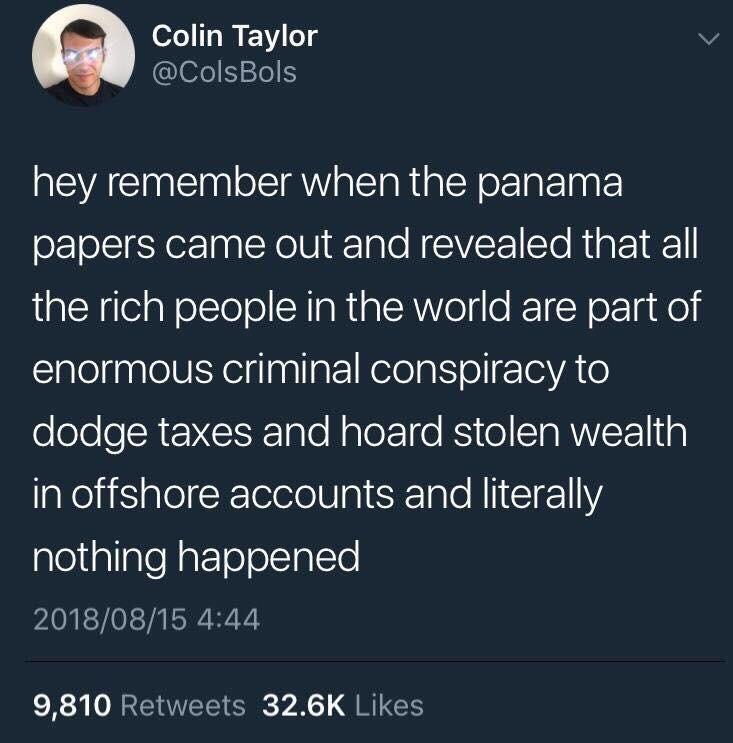 Colin Taylor
@ColsBols
hey remember when the panama
papers came out and revealed that all
the rich people in the world are part of
enormous criminal conspiracy to
dodge taxes and hoard stolen wealth
in offshore accounts and literally
nothing happened
2018/08/15 4:44
9,810 Retweets 32.6K Likes